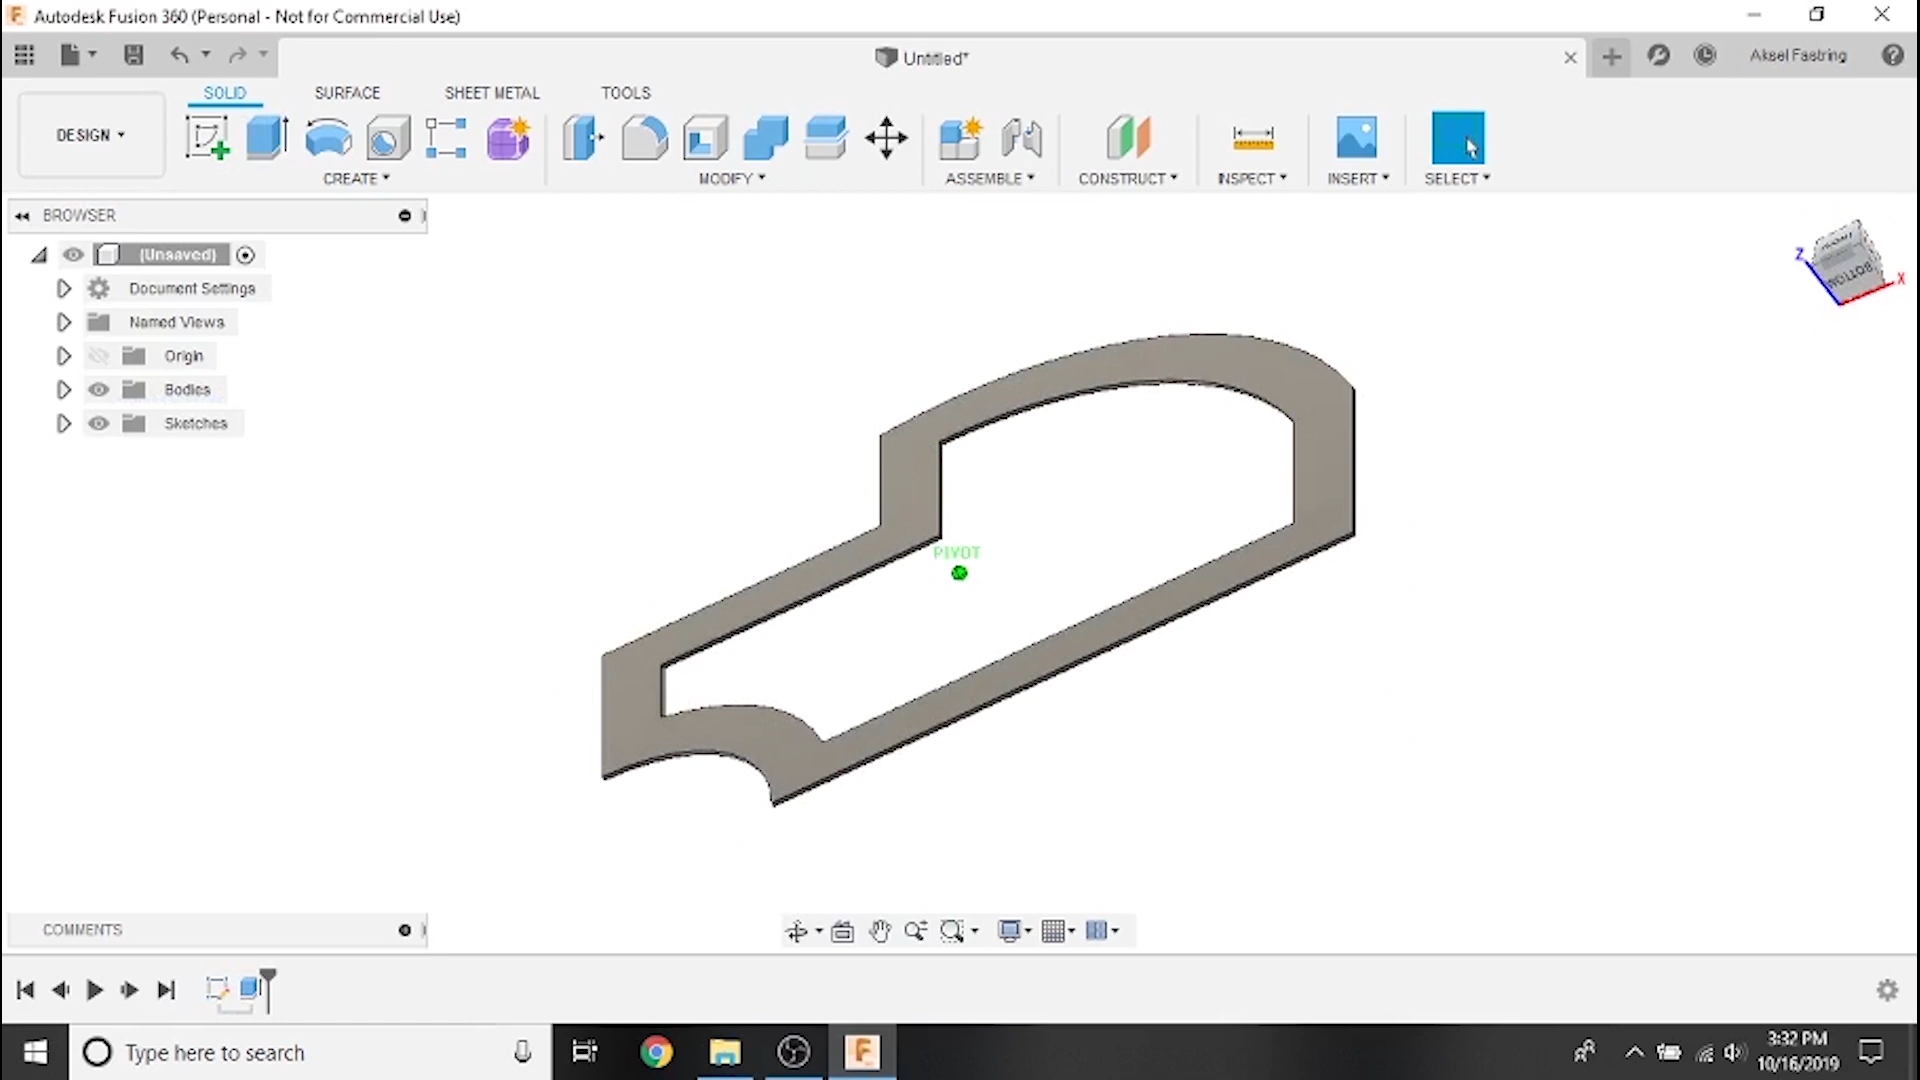 Autodesk Fusion 360 (Personal - Not for Commercial Use)
Untitled*
Aksel Fastring
DESIGN
SOLID
SURFACE
SHEET METAL
TOOLS
CREATE
MODIFY
ASSEMBLE
CONSTRUCT
INSPECT
INSERT
SELECT
BROWSER
(Unsaved)
Document Settings
Named Views
Origin
Bodies
Sketches
Z
X
FRONT
BOTTOM
PIVOT
COMMENTS
Type here to search
3:32 PM
10/16/2019